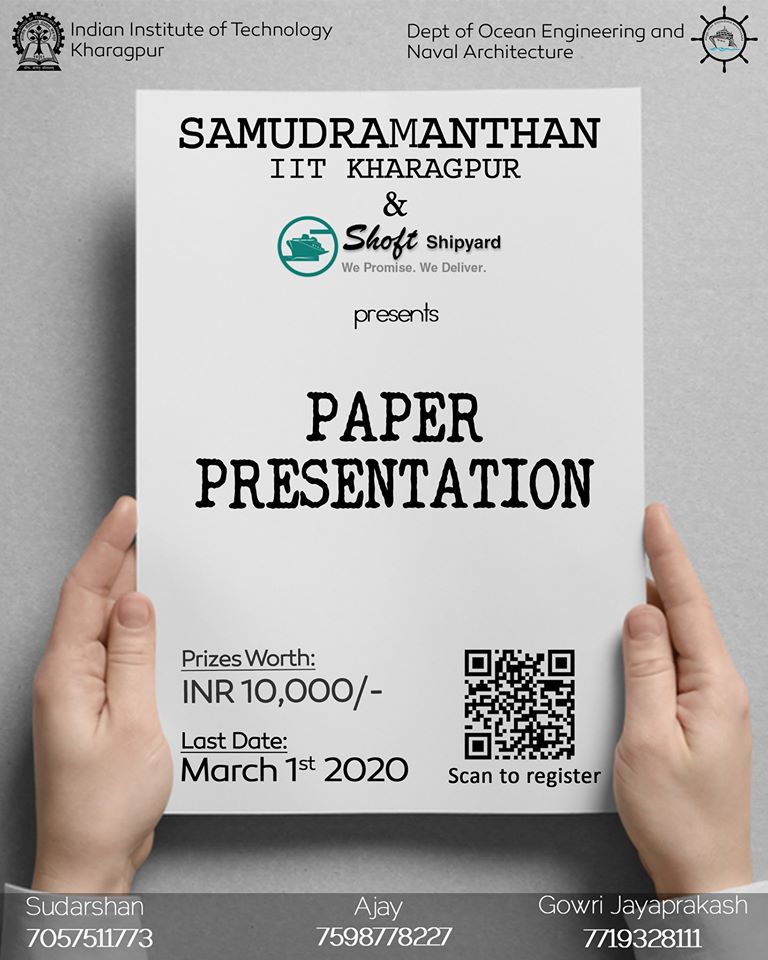 Indian Institute of Technology
Kharagpur
Dept of Ocean Engineering and
Naval Architecture
SAMUDRAMANTHAN
IIT KHARAGPUR
&
Shoft Shipyard
We Promise. We Deliver.
presents
PAPER
PRESENTATION
Prizes Worth:
INR 10,000/-
Last Date:
March 1st 2020
Scan to register
Sudarshan
7057511773
Ajay
7598778227
Gowri Jayaprakash
7719328111